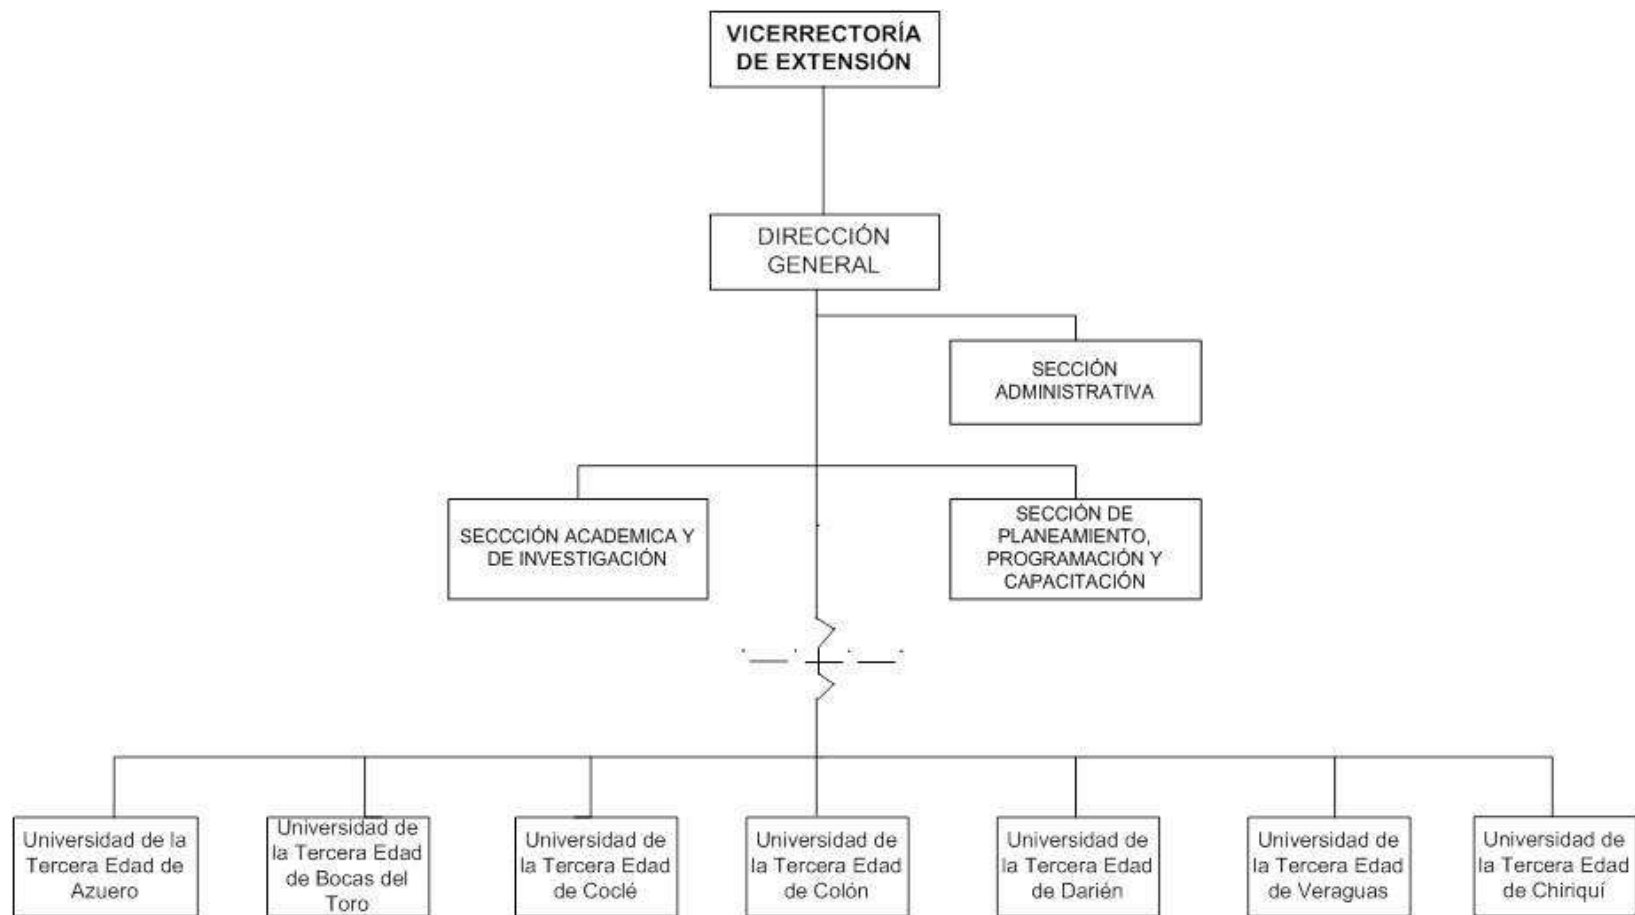 VICERRECTORÍA
DE EXTENSIÓN
DIRECCIÓN
GENERAL
SECCIÓN
ADMINISTRATIVA
SECCCIÓN ACADEMICA Y
DE INVESTIGACIÓN
SECCIÓN DE
PLANEAMIENTO,
PROGRAMACIÓN Y
CAPACITACIÓN
Universidad de la
Tercera Edad de
Azuero
Universidad de
la Tercera Edad
de Bocas del
Toro
Universidad de
la Tercera Edad
de Coclé
Universidad de
la Tercera Edad
de Colón
Universidad de
la Tercera Edad
de Darién
Universidad de
la Tercera Edad
de Veraguas
Universidad de
la Tercera Edad
de Chiriquí